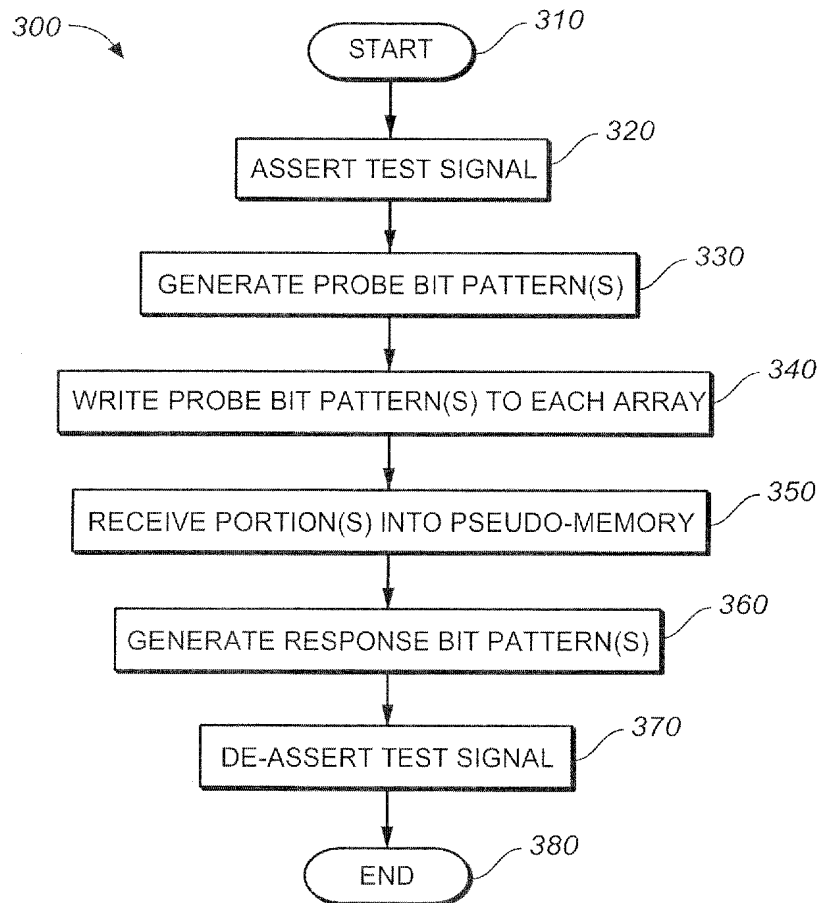 300
START
310
ASSERT TEST SIGNAL
320
GENERATE PROBE BIT PATTERN(S)
330
WRITE PROBE BIT PATTERN(S) TO EACH ARRAY
340
RECEIVE PORTION(S) INTO PSEUDO-MEMORY
350
GENERATE RESPONSE BIT PATTERN(S)
360
DE-ASSERT TEST SIGNAL
370
END
380